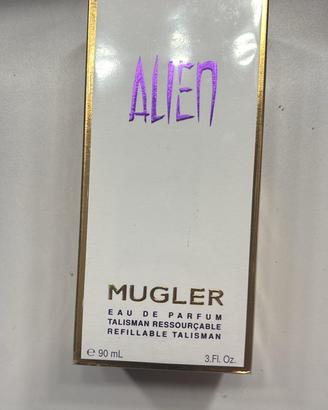 ALIEN
MUGLER
EAU DE PARFUM
TALISMAN RESSOURÇABLE
REFILLABLE TALISMAN
℮ 90 mL 3.Fl. Oz.